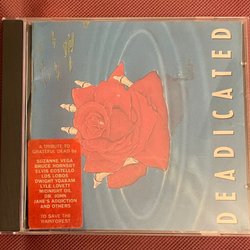 DEADICATED
A TRIBUTE TO
GRATEFUL DEAD by
SUZANNE VEGA
BRUCE HORNSBY
ELVIS COSTELLO
LOS LOBOS
DWIGHT YOAKAM
LYLE LOVETT
MIDNIGHT OIL
DR. JOHN
JANE'S ADDICTION
AND OTHERS
TO SAVE THE
RAINFOREST